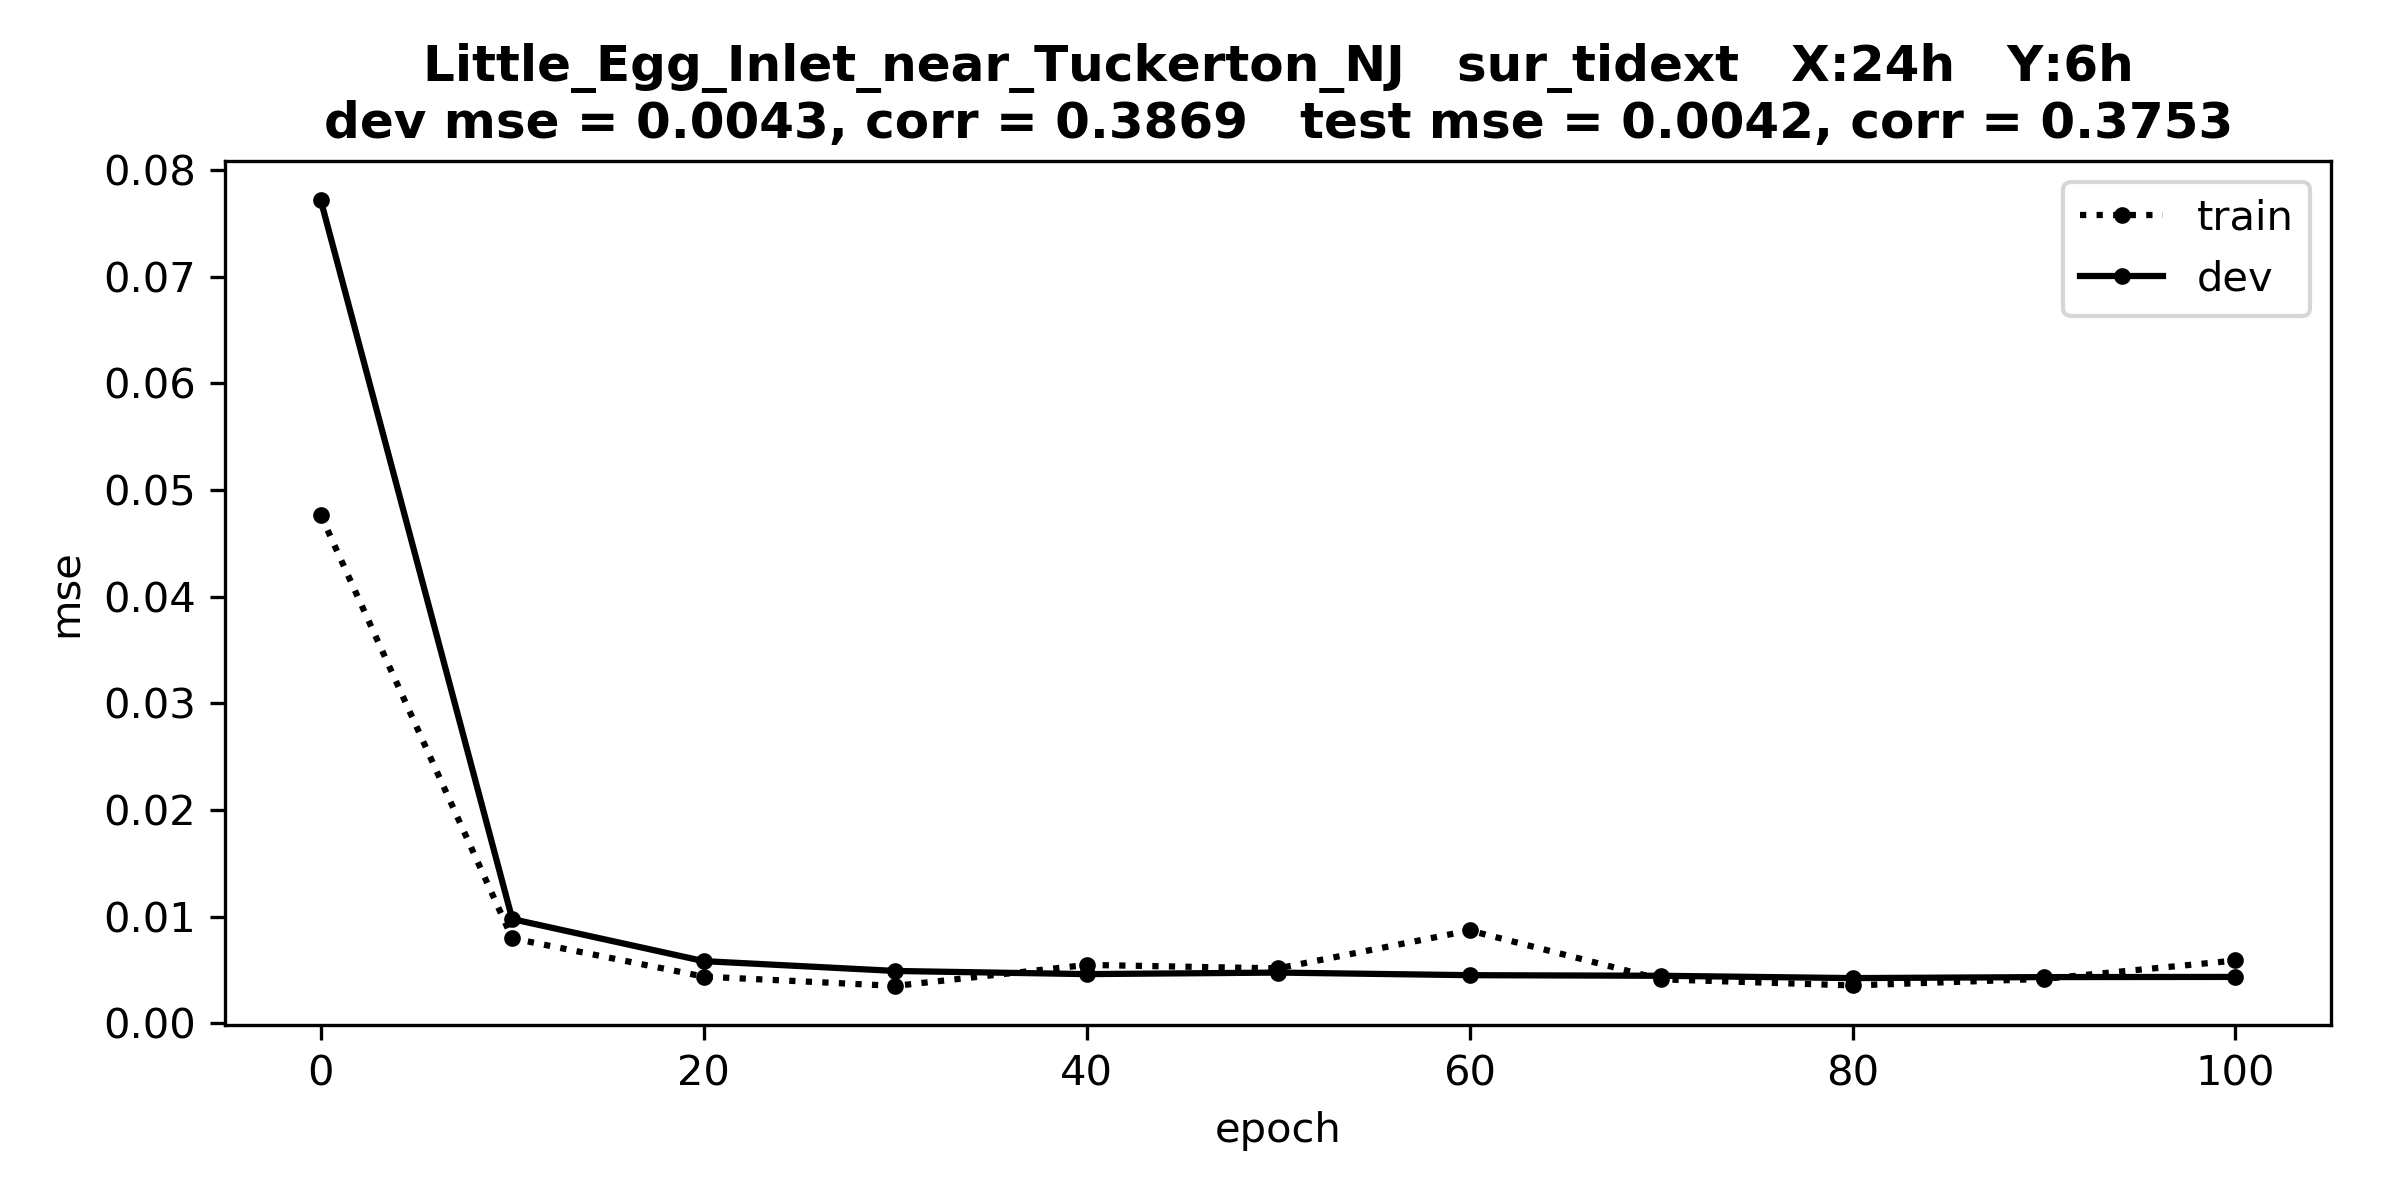 Little_Egg_Inlet_near_Tuckerton_NJ   sur_tidext   X:24h   Y:6h
dev mse = 0.0043, corr = 0.3869   test mse = 0.0042, corr = 0.3753
0.08
0.07
0.06
0.05
0.04
0.03
0.02
0.01
0.00
mse
train
dev
0 20 40 60 80 100
epoch